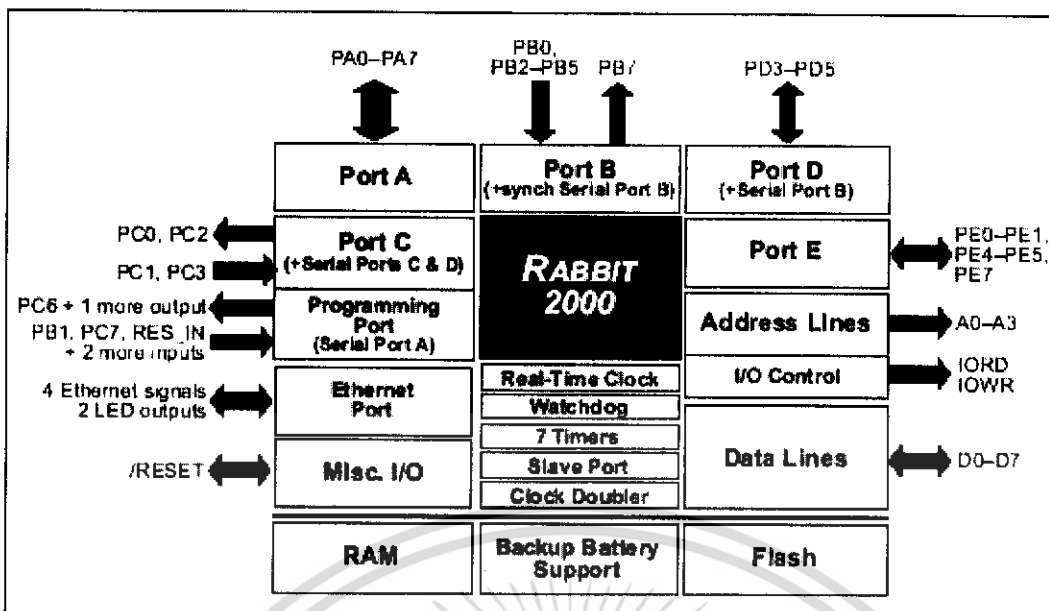 PA0–PA7
PB0,
PB2–PB5
PB7
PD3–PD5
Port A
Port B
(+synch Serial Port B)
Port D
(+Serial Port B)
PC0, PC2
PC1, PC3
Port C
(+Serial Ports C & D)
RABBIT
2000
Port E
PE0–PE1,
PE4–PE5,
PE7
PC6 + 1 more output
PB1, PC7, RES_IN
+ 2 more inputs
Programming
Port
(Serial Port A)
Address Lines
A0–A3
I/O Control
IORD
IOWR
4 Ethernet signals
2 LED outputs
Ethernet
Port
Real-Time Clock
Watchdog
7 Timers
Slave Port
Clock Doubler
Data Lines
D0–D7
/RESET
Misc. I/O
RAM
Backup Battery
Support
Flash